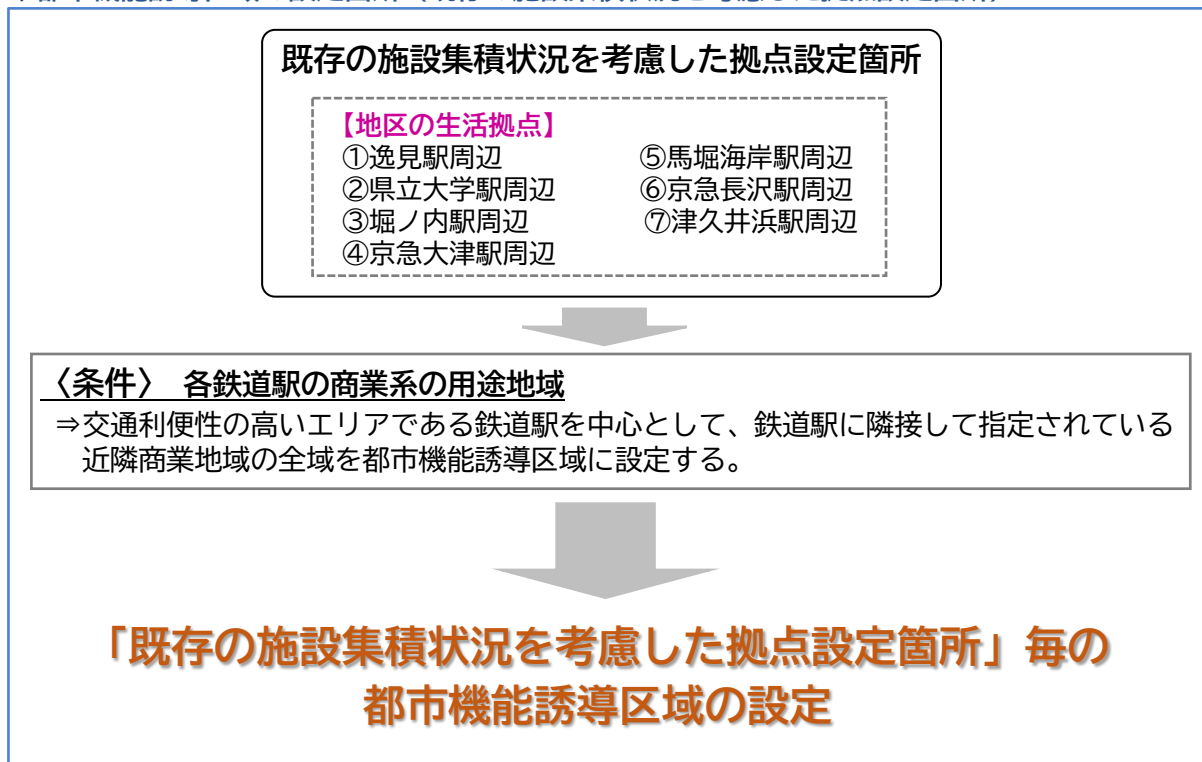 既存の施設集積状況を考慮した拠点設定箇所
【地区の生活拠点】
①逸見駅周辺
②県立大学駅周辺
③堀ノ内駅周辺
④京急大津駅周辺
⑤馬堀海岸駅周辺
⑥京急長沢駅周辺
⑦津久井浜駅周辺
〈条件〉 各鉄道駅の商業系の用途地域
⇒交通利便性の高いエリアである鉄道駅を中心として、鉄道駅に隣接して指定されている
近隣商業地域の全域を都市機能誘導区域に設定する。
「既存の施設集積状況を考慮した拠点設定箇所」毎の
都市機能誘導区域の設定